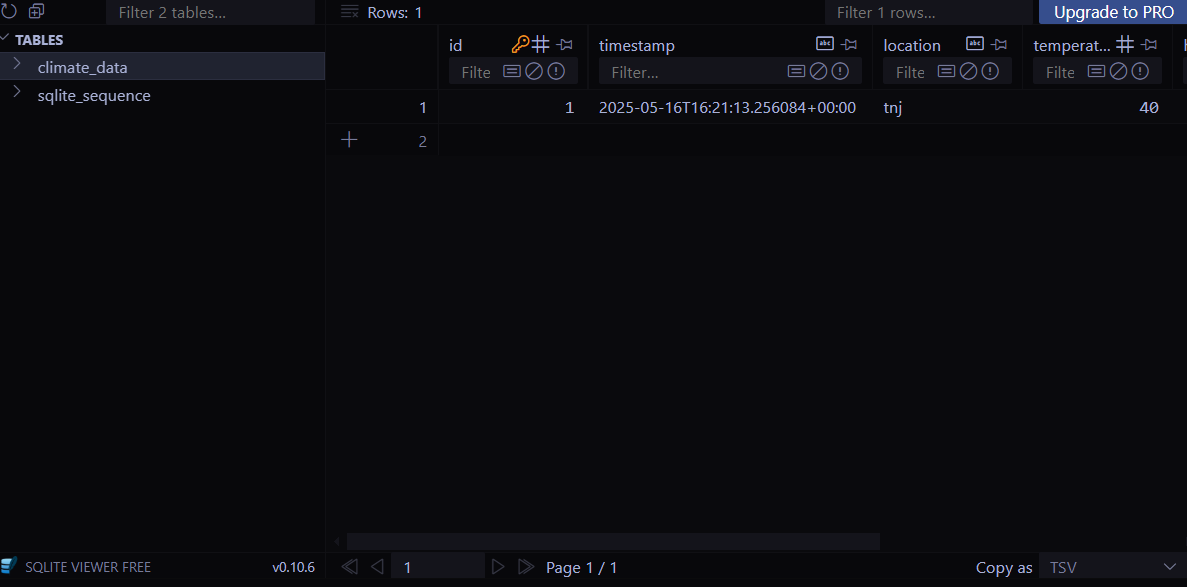 Filter 2 tables... Rows: 1 Filter 1 rows... Upgrade to PRO
TABLES
climate_data
sqlite_sequence
id timestamp location temperat...
Filte Filter... Filte Filte
1 1 2025-05-16T16:21:13.256084+00:00 tnj 40
2
SQLITE VIEWER FREE v0.10.6 1 Page 1 / 1 Copy as TSV